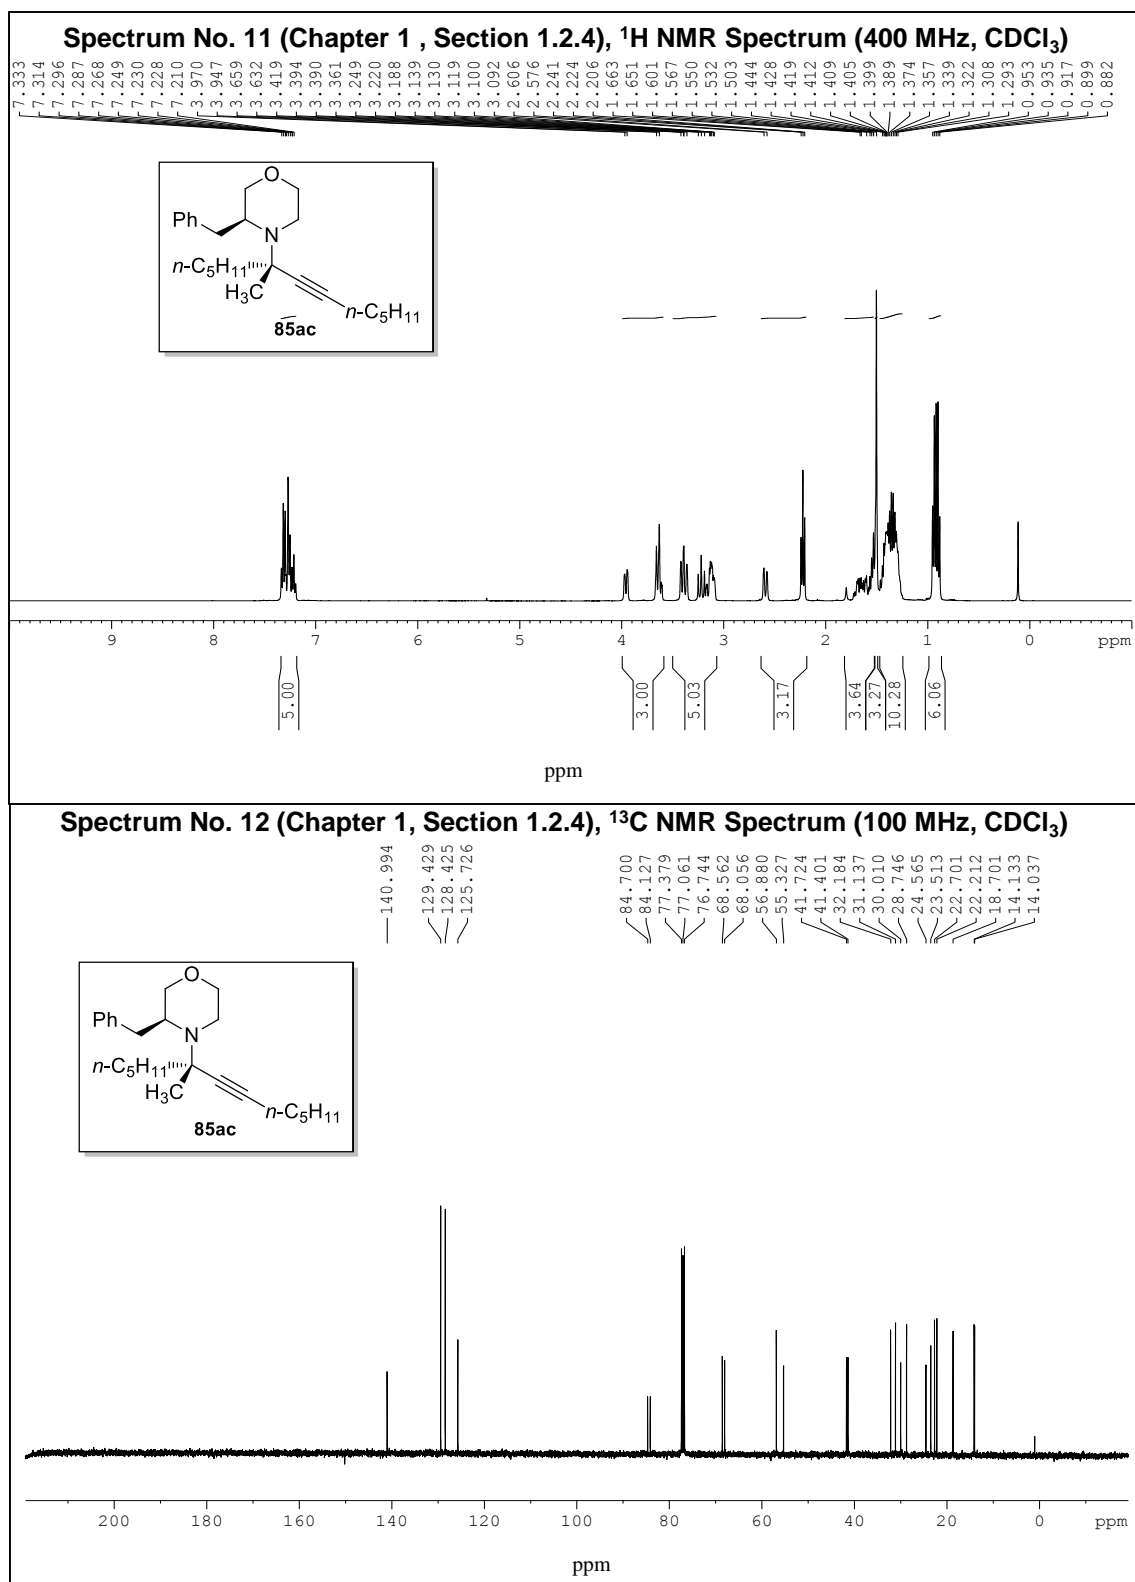 Spectrum No. 11 (Chapter 1 , Section 1.2.4), ¹H NMR Spectrum (400 MHz, CDCl₃)
7.333 7.314 7.296 7.287 7.268 7.249 7.230 7.228 7.210 3.970 3.947 3.659 3.632 3.419 3.394 3.390 3.361 3.249 3.220 3.188 3.139 3.130 3.119 3.100 3.092 2.606 2.576 2.241 2.224 2.206 1.663 1.651 1.601 1.567 1.550 1.532 1.503 1.444 1.428 1.419 1.412 1.409 1.405 1.399 1.389 1.374 1.357 1.339 1.322 1.308 1.293 0.953 0.935 0.917 0.899 0.882
O
Ph
N
n-C₅H₁₁
H₃C
n-C₅H₁₁
85ac
9 8 7 6 5 4 3 2 1 0 ppm
5.00 3.00 5.03 3.17 3.64 3.27 10.28 6.06
ppm
Spectrum No. 12 (Chapter 1, Section 1.2.4), ¹³C NMR Spectrum (100 MHz, CDCl₃)
140.994 129.429 128.425 125.726 84.700 84.127 77.379 77.061 76.744 68.562 68.056 56.880 55.327 41.724 41.401 32.184 31.137 30.010 28.746 24.565 23.513 22.701 22.212 18.701 14.133 14.037
O
Ph
N
n-C₅H₁₁
H₃C
n-C₅H₁₁
85ac
200 180 160 140 120 100 80 60 40 20 0 ppm
ppm